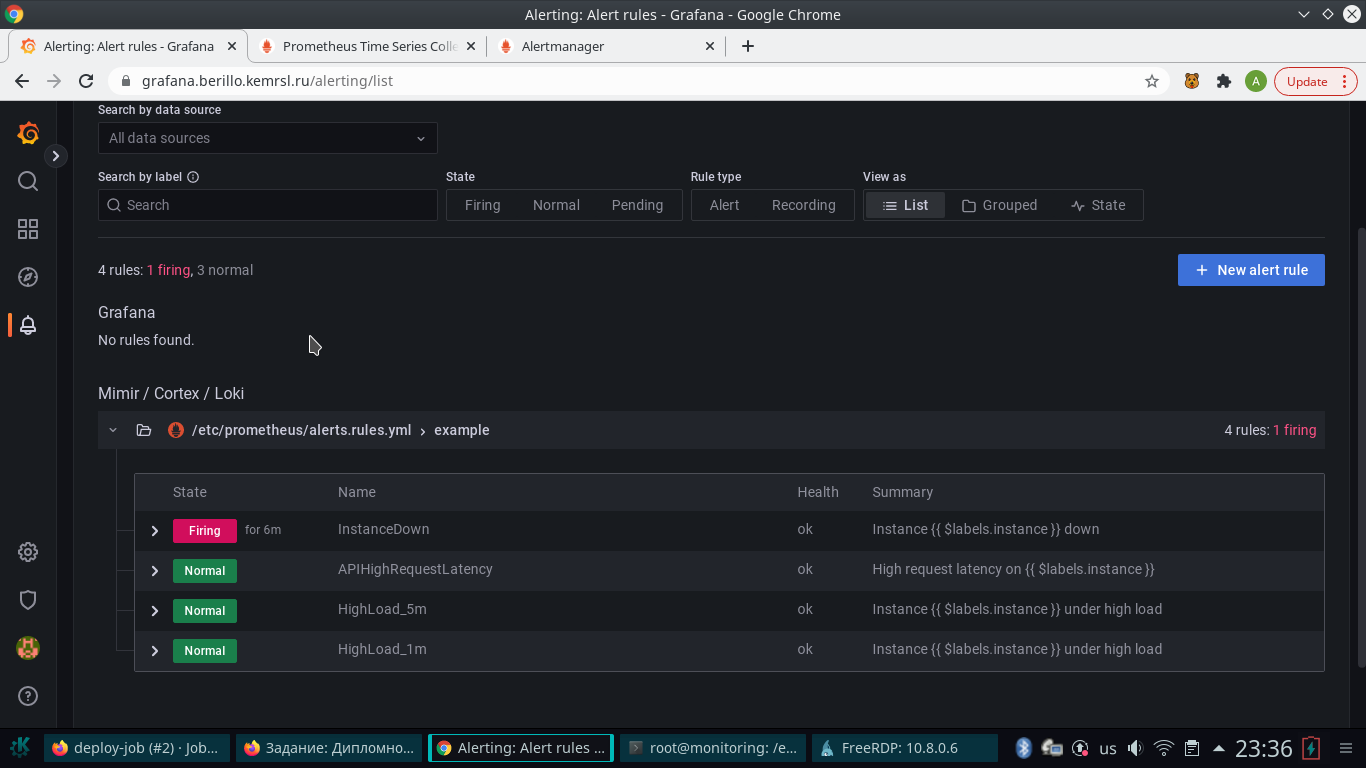 Alerting: Alert rules - Grafana - Google Chrome
Alerting: Alert rules - Grafana
Prometheus Time Series Colle
Alertmanager
grafana.berillo.kemrsl.ru/alerting/list
A
Update
Search by data source
All data sources
Search by label
State
Rule type
View as
Search
Firing
Normal
Pending
Alert
Recording
List
Grouped
State
4 rules: 1 firing, 3 normal
New alert rule
Grafana
No rules found.
Mimir / Cortex / Loki
/etc/prometheus/alerts.rules.yml › example
4 rules: 1 firing
State
Name
Health
Summary
Firing for 6m InstanceDown ok Instance {{ $labels.instance }} down
Normal APIHighRequestLatency ok High request latency on {{ $labels.instance }}
Normal HighLoad_5m ok Instance {{ $labels.instance }} under high load
Normal HighLoad_1m ok Instance {{ $labels.instance }} under high load
deploy-job (#2) · Job...
Задание: Дипломно...
Alerting: Alert rules ...
root@monitoring: /e...
FreeRDP: 10.8.0.6
us
23:36